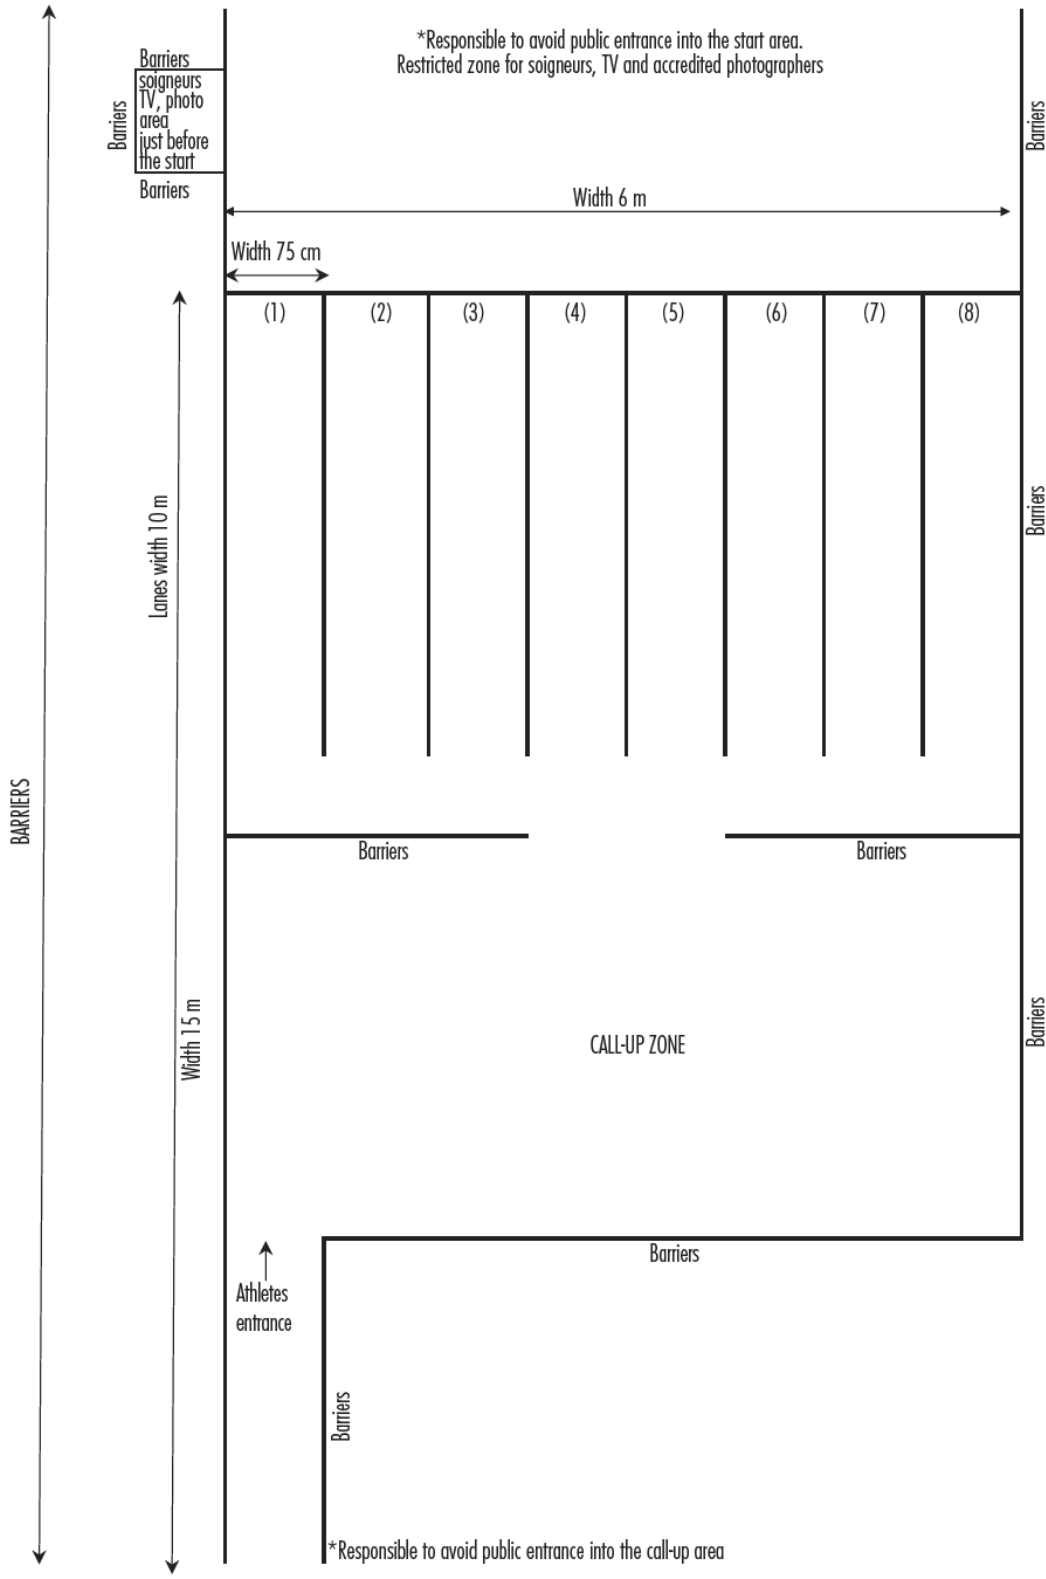 *Responsible to avoid public entrance into the start area.
Restricted zone for soigneurs, TV and accredited photographers
Barriers
soigneurs
TV, photo
area
just before
the start
Barriers
Barriers
Barriers
Width 6 m
Width 75 cm
(1) (2) (3) (4) (5) (6) (7) (8)
Lanes width 10 m
Barriers
BARRIERS
Barriers
Barriers
Width 15 m
CALL-UP ZONE
Barriers
Barriers
Athletes
entrance
Barriers
*Responsible to avoid public entrance into the call-up area